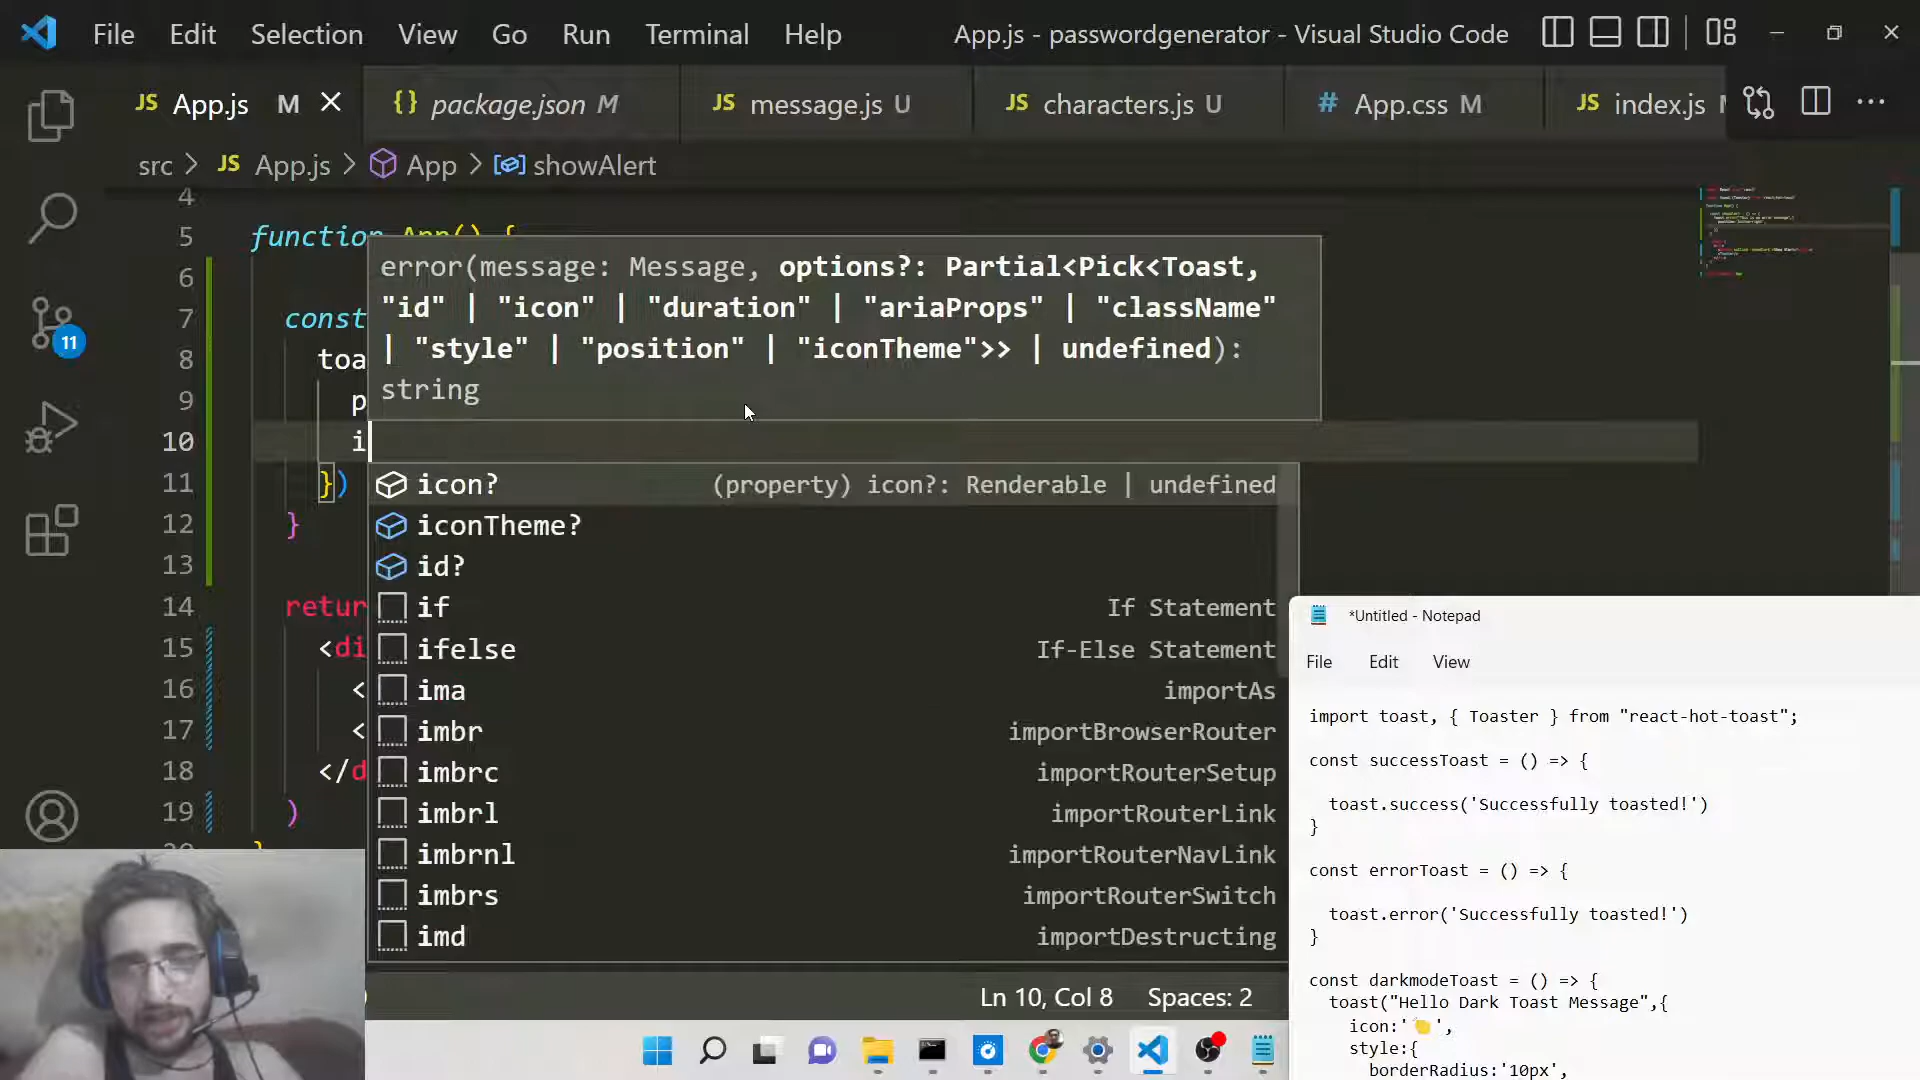 File Edit Selection View Go Run Terminal Help App.js - passwordgenerator - Visual Studio Code
JS App.js M {} package.json M JS message.js U JS characters.js U # App.css M JS index.js
src > JS App.js > App > showAlert
4
5 function App() {
6
7 const
8 toa
9 p
10 i
11 })
12 }
13
14 retur
15 <di
16 <
17 <
18 </d
19 )
error(message: Message, options?: Partial<Pick<Toast,
"id" | "icon" | "duration" | "ariaProps" | "className"
| "style" | "position" | "iconTheme">> | undefined):
string
icon? (property) icon?: Renderable | undefined
iconTheme?
id?
if If Statement
ifelse If-Else Statement
ima importAs
imbr importBrowserRouter
imbrc importRouterSetup
imbrl importRouterLink
imbrnl importRouterNavLink
imbrs importRouterSwitch
imd importDestructing
11
Ln 10, Col 8 Spaces: 2
*Untitled - Notepad
File Edit View
import toast, { Toaster } from "react-hot-toast";
const successToast = () => {
toast.success('Successfully toasted!')
}
const errorToast = () => {
toast.error('Successfully toasted!')
}
const darkmodeToast = () => {
toast("Hello Dark Toast Message",{
icon:'👏',
style:{
borderRadius:'10px',